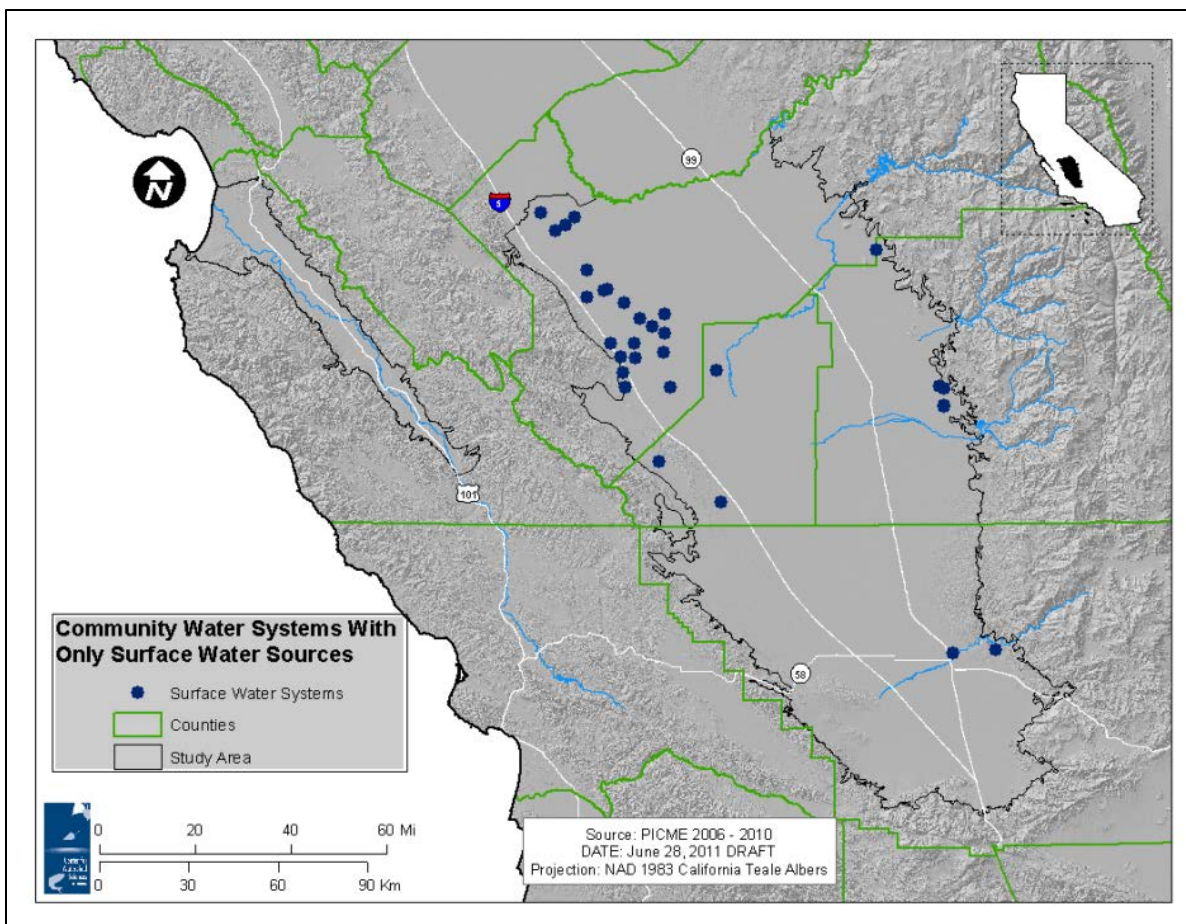 99
5
N
101
58
Community Water Systems With
Only Surface Water Sources
Surface Water Systems
Counties
Study Area
0 20 40 60 Mi
0 30 60 90 Km
Source: PICME 2006 - 2010
DATE: June 28, 2011 DRAFT
Projection: NAD 1983 California Teale Albers